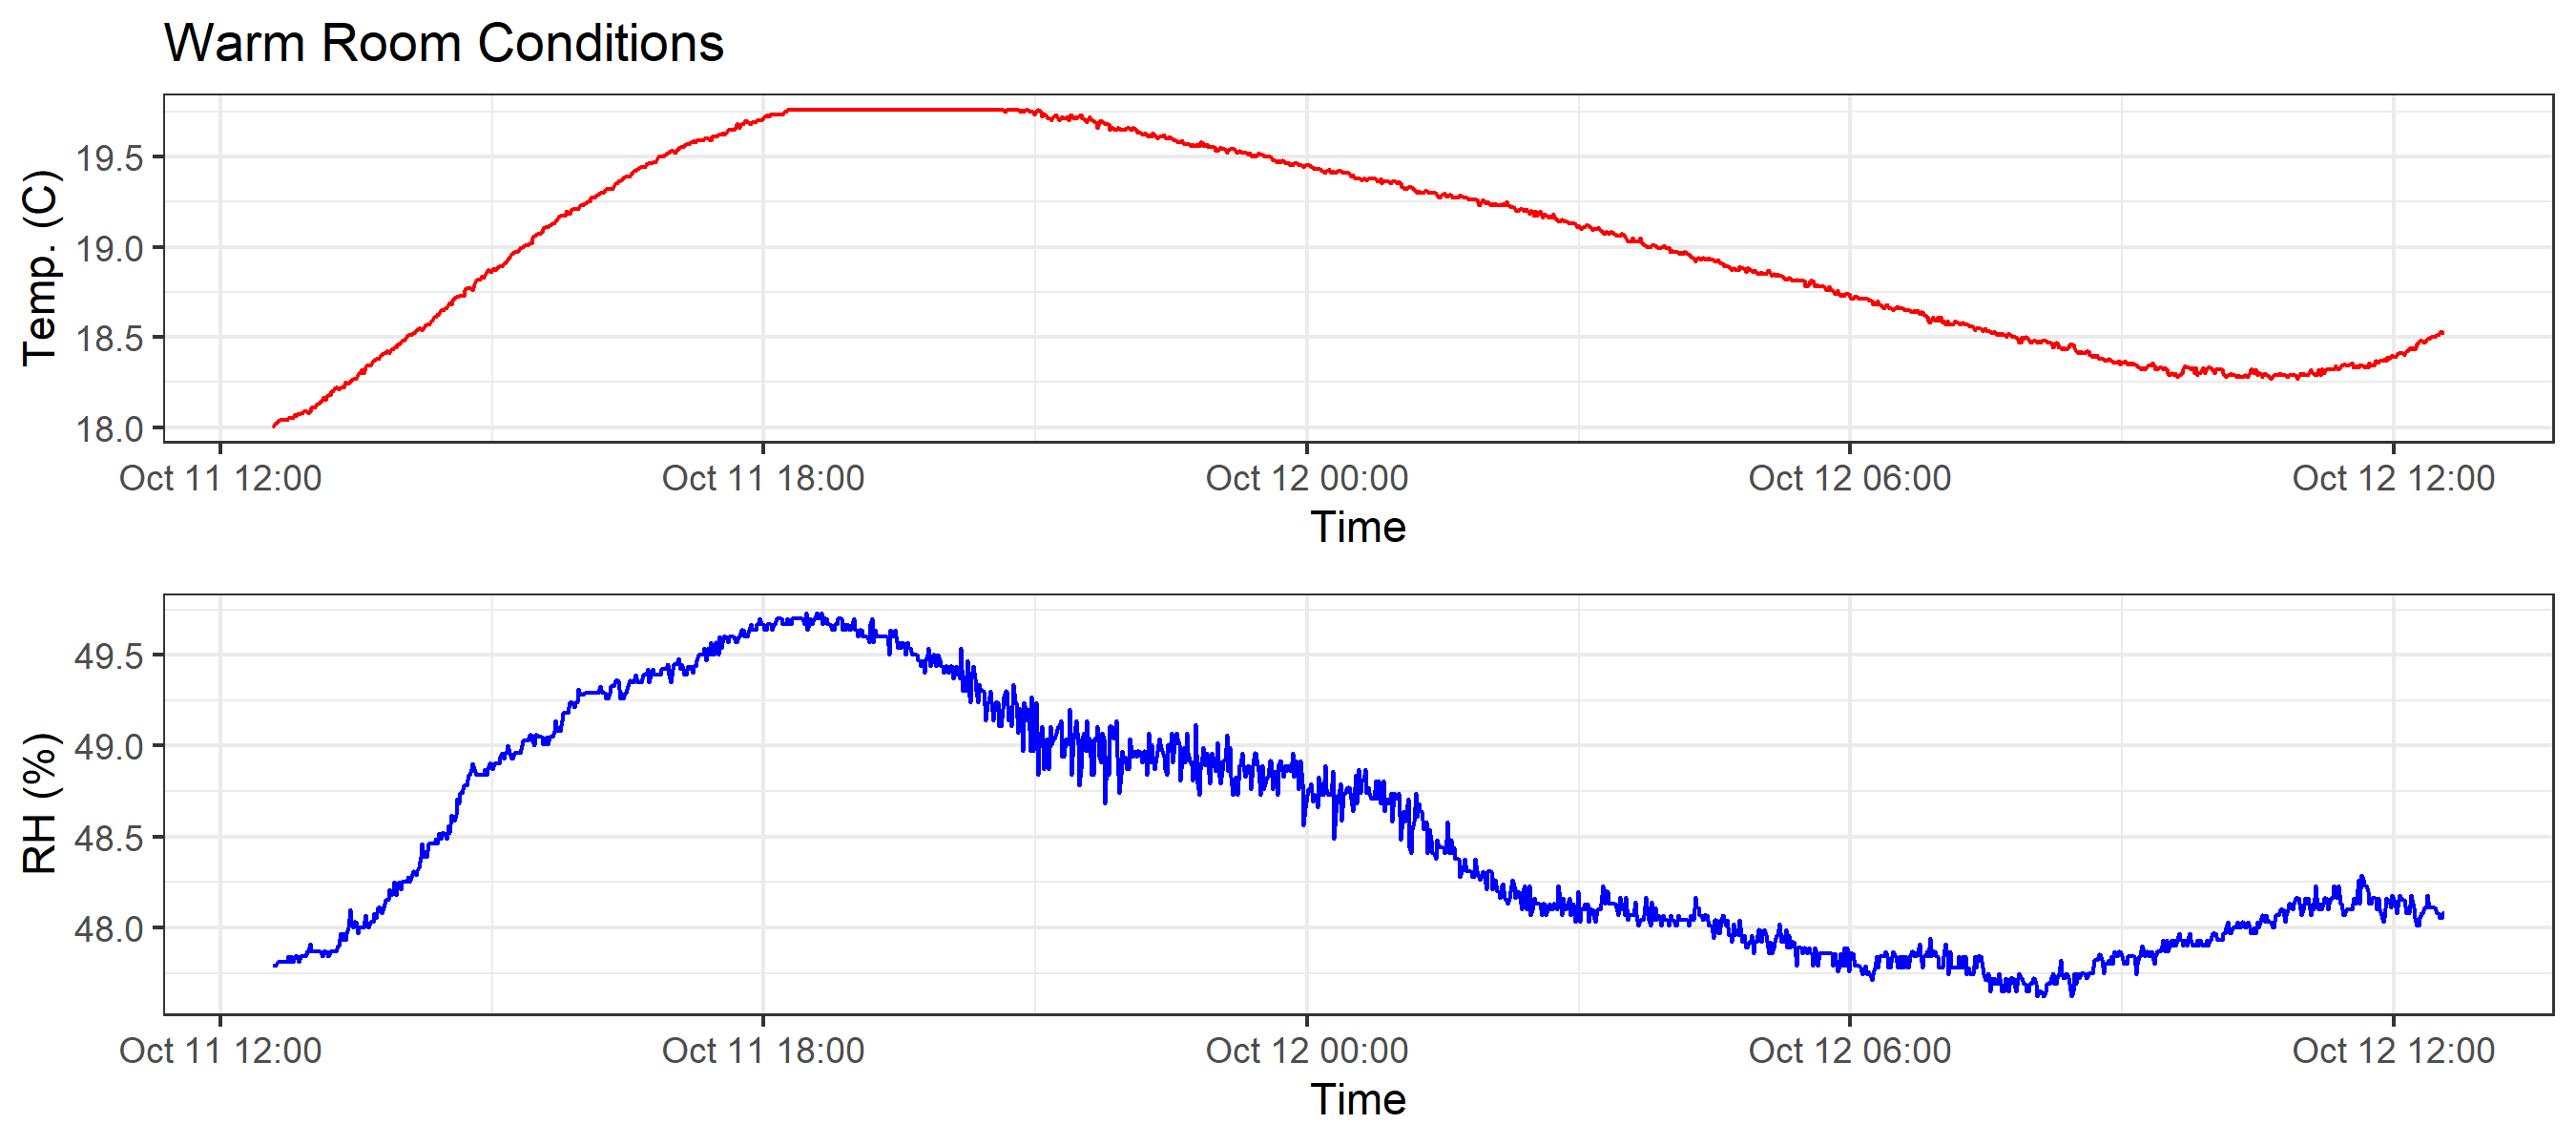 Warm Room Conditions
Temp. (C)
19.5
19.0
18.5
18.0
Oct 11 12:00 Oct 11 18:00 Oct 12 00:00 Oct 12 06:00 Oct 12 12:00
Time
RH (%)
49.5
49.0
48.5
48.0
Oct 11 12:00 Oct 11 18:00 Oct 12 00:00 Oct 12 06:00 Oct 12 12:00
Time